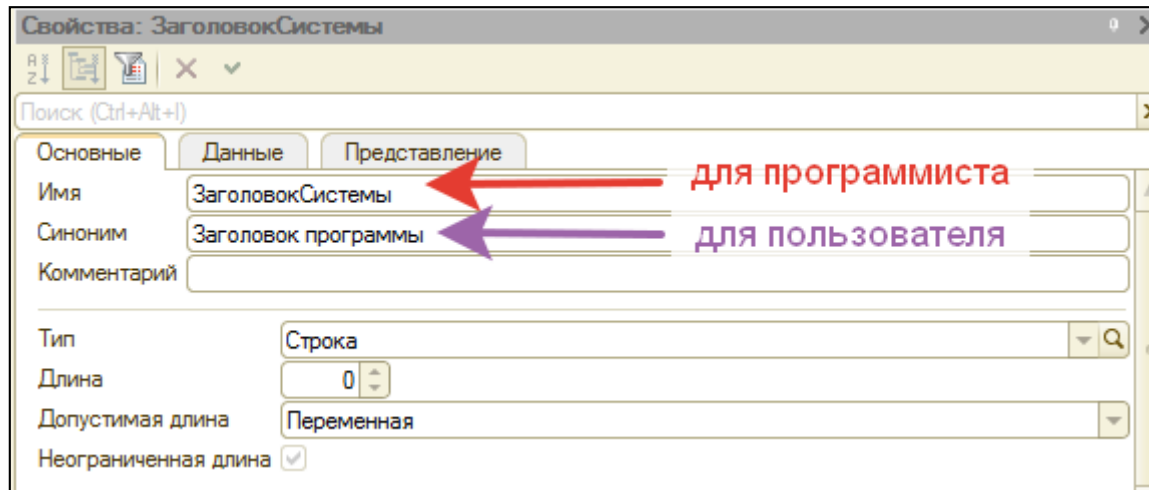 Свойства: ЗаголовокСистемы
Поиск (Ctrl+Alt+I)
Основные Данные Представление
Имя ЗаголовокСистемы для программиста
Синоним Заголовок программы для пользователя
Комментарий
Тип Строка
Длина 0
Допустимая длина Переменная
Неограниченная длина